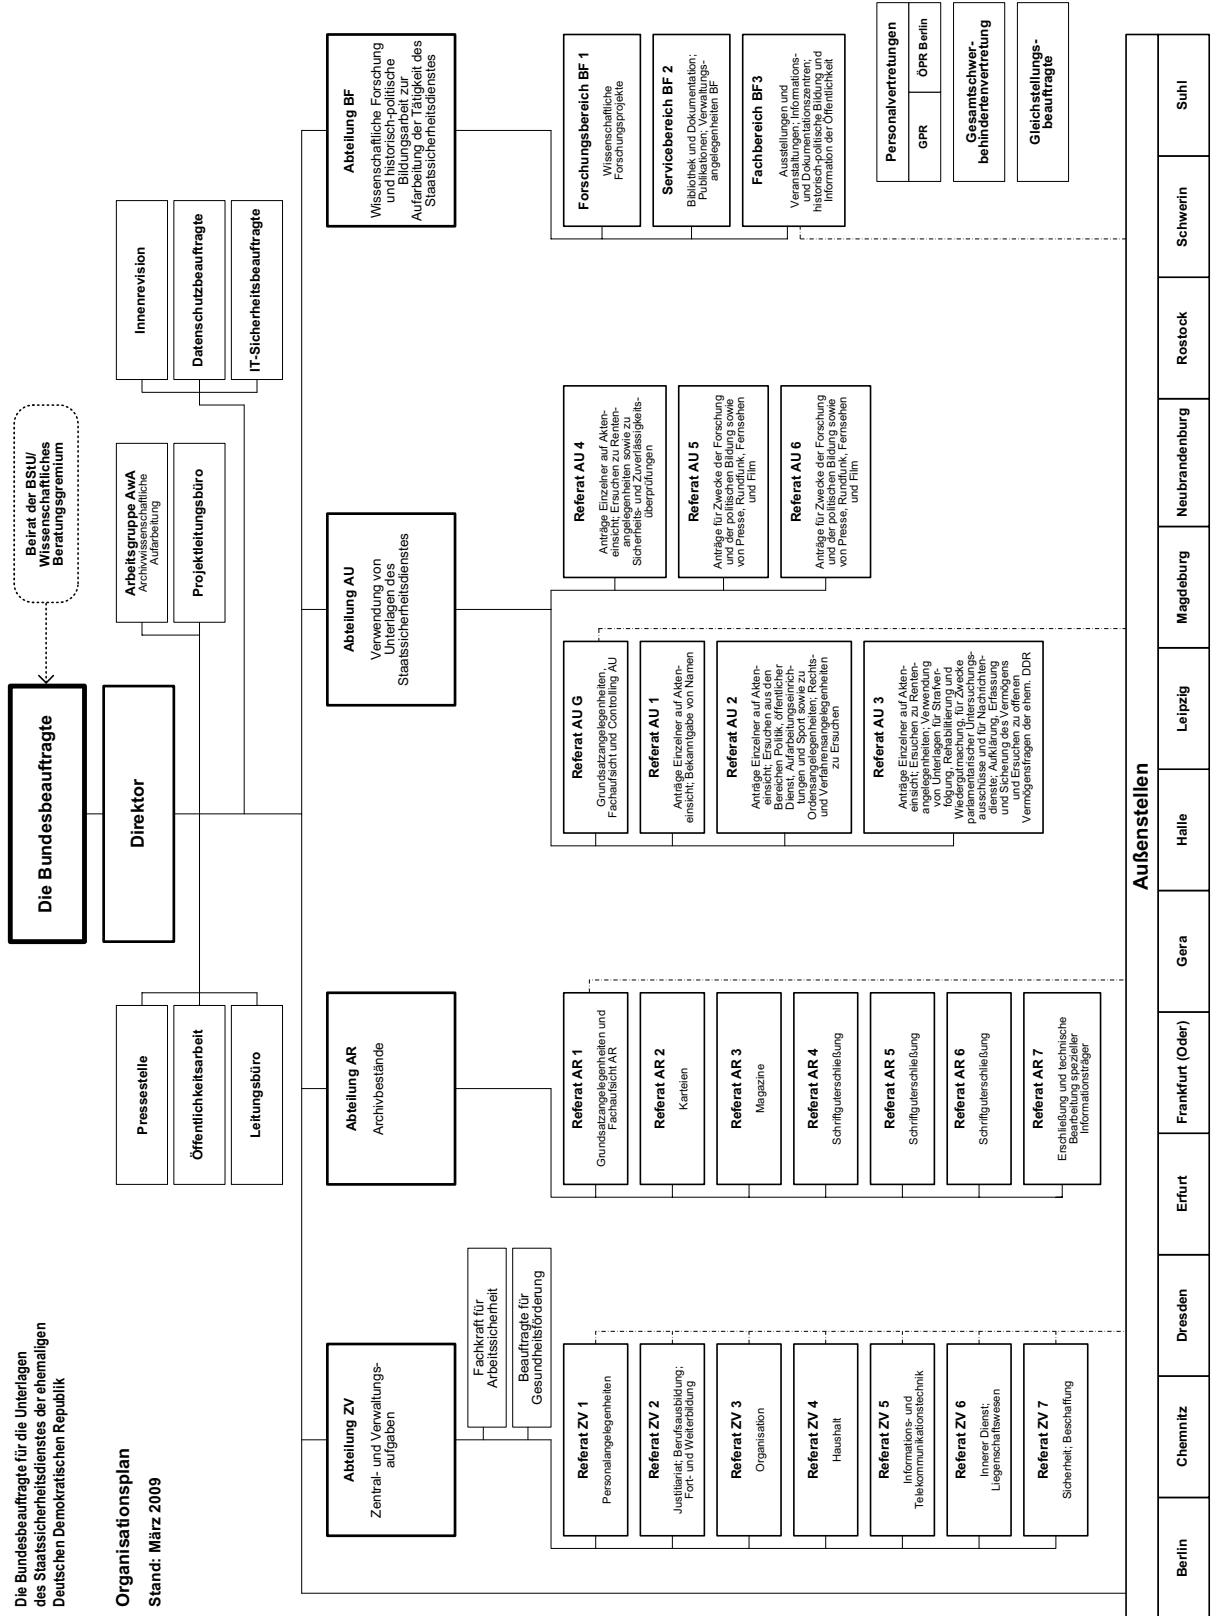 Die Bundesbeauftragte für die Unterlagen
des Staatssicherheitsdienstes der ehemaligen
Deutschen Demokratischen Republik
Organisationsplan
Stand: März 2009
Die Bundesbeauftragte
Beirat der BStU/
Wissenschaftliches
Beratungsgremium
Direktor
Pressestelle
Öffentlichkeitsarbeit
Leitungsbüro
Arbeitsgruppe AwA
Archivwissenschaftliche
Aufarbeitung
Projektleitungsbüro
Innenrevision
Datenschutzbeauftragte
IT-Sicherheitsbeauftragte
Abteilung ZV
Zentral- und Verwaltungs-
aufgaben
Fachkraft für
Arbeitssicherheit
Beauftragte für
Gesundheitsförderung
Referat ZV 1
Personalangelegenheiten
Referat ZV 2
Justitiariat; Berufsausbildung;
Fort- und Weiterbildung
Referat ZV 3
Organisation
Referat ZV 4
Haushalt
Referat ZV 5
Informations- und
Telekommunikationstechnik
Referat ZV 6
Innerer Dienst;
Liegenschaftswesen
Referat ZV 7
Sicherheit; Beschaffung
Abteilung AR
Archivbestände
Referat AR 1
Grundsatzangelegenheiten und
Fachaufsicht AR
Referat AR 2
Karteien
Referat AR 3
Magazine
Referat AR 4
Schriftguterschließung
Referat AR 5
Schriftguterschließung
Referat AR 6
Schriftguterschließung
Referat AR 7
Erschließung und technische
Bearbeitung spezieller
Informationsträger
Abteilung AU
Verwendung von
Unterlagen des
Staatssicherheitsdienstes
Referat AU G
Grundsatzangelegenheiten,
Fachaufsicht und Controlling AU
Referat AU 1
Anträge Einzelner auf Akten-
einsicht; Bekanntgabe von Namen
Referat AU 2
Anträge Einzelner auf Akten-
einsicht; Ersuchen aus den
Bereichen Politik, öffentlicher
Dienst, Aufarbeitungseinrich-
tungen und Sport sowie zu
Ordensangelegenheiten; Rechts-
und Verfahrensangelegenheiten
zu Ersuchen
Referat AU 3
Anträge Einzelner auf Akten-
einsicht; Ersuchen zu Renten-
angelegenheiten; Verwendung
von Unterlagen für Strafver-
folgung, Rehabilitierung und
Wiedergutmachung, für Zwecke
parlamentarischer Untersuchungs-
ausschüsse und für Nachrichten-
dienste; Aufklärung, Erfassung
und Sicherung des Vermögens
und Ersuchen zu offenen
Vermögensfragen der ehem. DDR
Referat AU 4
Anträge Einzelner auf Akten-
einsicht; Ersuchen zu Renten-
angelegenheiten sowie zu
Sicherheits- und Zuverlässigkeits-
überprüfungen
Referat AU 5
Anträge für Zwecke der Forschung
und der politischen Bildung sowie
von Presse, Rundfunk, Fernsehen
und Film
Referat AU 6
Anträge für Zwecke der Forschung
und der politischen Bildung sowie
von Presse, Rundfunk, Fernsehen
und Film
Abteilung BF
Wissenschaftliche Forschung
und historisch-politische
Bildungsarbeit zur
Aufarbeitung der Tätigkeit des
Staatssicherheitsdienstes
Forschungsbereich BF 1
Wissenschaftliche
Forschungsprojekte
Servicebereich BF 2
Bibliothek und Dokumentation;
Publikationen; Verwaltungs-
angelegenheiten BF
Fachbereich BF3
Ausstellungen und
Veranstaltungen; Informations-
und Dokumentationszentren;
historisch-politische Bildung und
Information der Öffentlichkeit
Personalvertretungen
GPR
ÖPR Berlin
Gesamtschwer-
behindertenvertretung
Gleichstellungs-
beauftragte
Außenstellen
Berlin
Chemnitz
Dresden
Erfurt
Frankfurt (Oder)
Gera
Halle
Leipzig
Magdeburg
Neubrandenburg
Rostock
Schwerin
Suhl